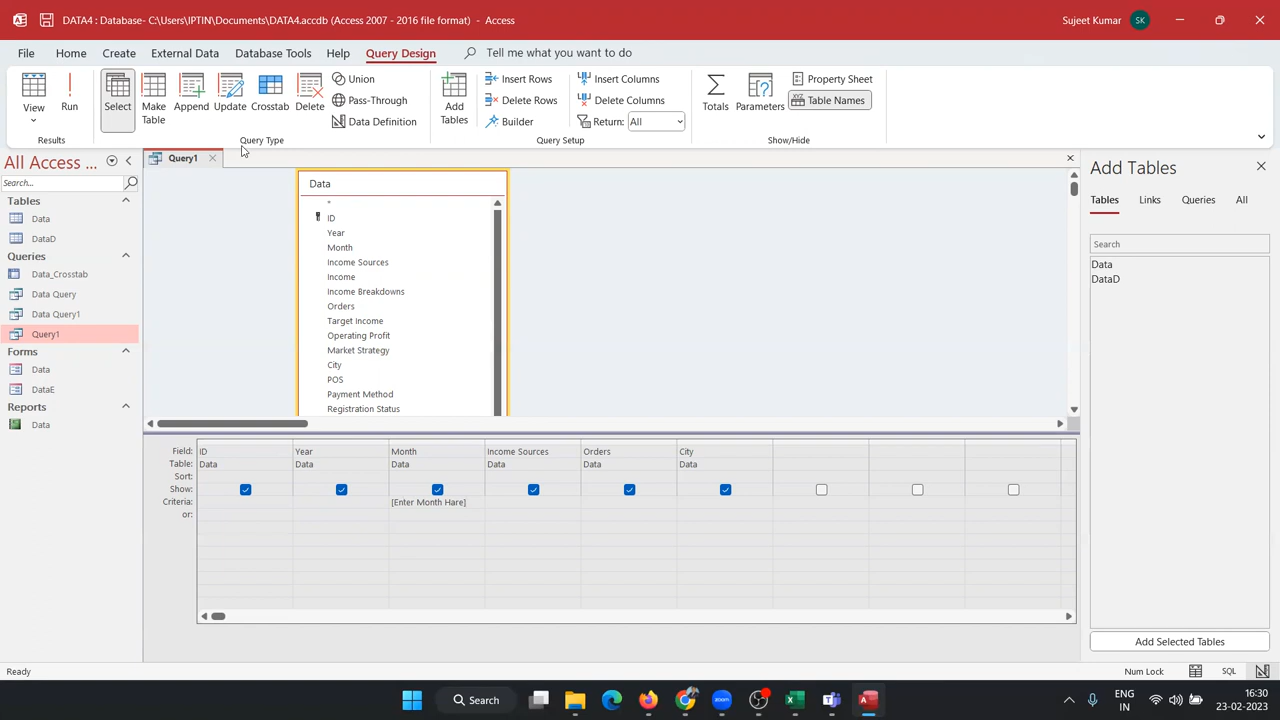 DATA4 : Database- C:\Users\IPTIN\Documents\DATA4.accdb (Access 2007 - 2016 file format) - Access
Sujeet Kumar
SK
File
Home
Create
External Data
Database Tools
Help
Query Design
Tell me what you want to do
View
Run
Select
Make Table
Append
Update
Crosstab
Delete
Union
Pass-Through
Data Definition
Add Tables
Insert Rows
Delete Rows
Builder
Insert Columns
Delete Columns
Return: All
Totals
Parameters
Property Sheet
Table Names
Results
Query Type
Query Setup
Show/Hide
All Access ...
Search...
Tables
Data
DataD
Queries
Data_Crosstab
Data Query
Data Query1
Query1
Forms
Data
DataE
Reports
Data
Query1
Data
*
ID
Year
Month
Income Sources
Income
Income Breakdowns
Orders
Target Income
Operating Profit
Market Strategy
City
POS
Payment Method
Registration Status
Field: ID Year Month Income Sources Orders City
Table: Data Data Data Data Data Data
Sort:
Show:
Criteria: [Enter Month Hare]
or:
Add Tables
Tables Links Queries All
Search
Data
DataD
Add Selected Tables
Ready
Num Lock
SQL
Search
ENG
IN
16:30
23-02-2023